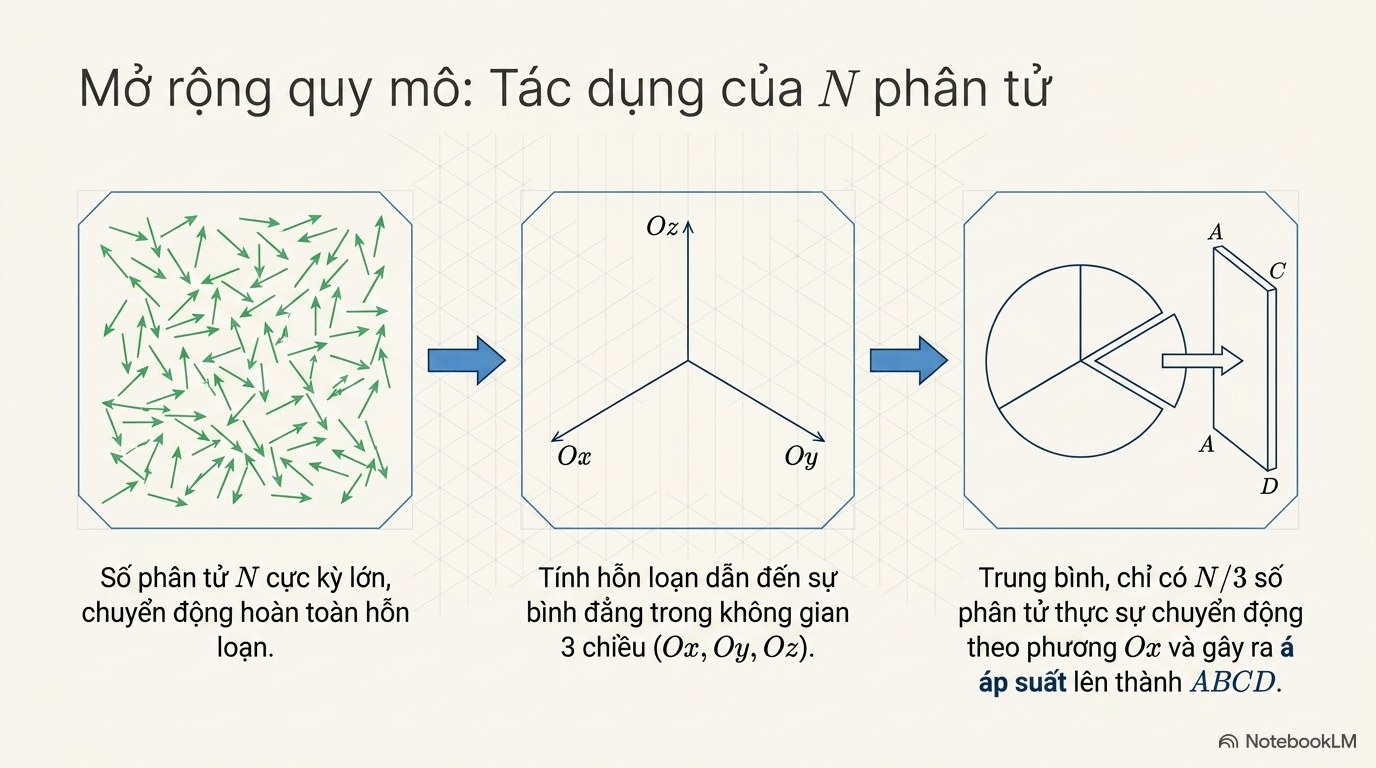 Mở rộng quy mô: Tác dụng của N phân tử
Oz
Ox
Oy
A
C
A
D
Số phân tử N cực kỳ lớn,
chuyển động hoàn toàn hỗn
loạn.
Tính hỗn loạn dẫn đến sự
bình đẳng trong không gian
3 chiều (Ox, Oy, Oz).
Trung bình, chỉ có N/3 số
phân tử thực sự chuyển động
theo phương Ox và gây ra á
áp suất lên thành ABCD.
NotebookLM